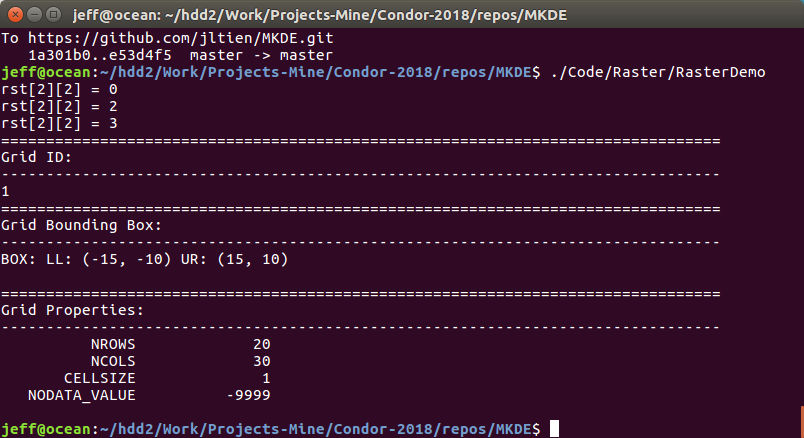 jeff@ocean: ~/hdd2/Work/Projects-Mine/Condor-2018/repos/MKDE
To https://github.com/jltien/MKDE.git
   1a301b0..e53d4f5  master -> master
jeff@ocean:~/hdd2/Work/Projects-Mine/Condor-2018/repos/MKDE$ ./Code/Raster/RasterDemo
rst[2][2] = 0
rst[2][2] = 2
rst[2][2] = 3
================================================================================
Grid ID:
--------------------------------------------------------------------------------
1
================================================================================
Grid Bounding Box:
--------------------------------------------------------------------------------
BOX: LL: (-15, -10) UR: (15, 10)

================================================================================
Grid Properties:
--------------------------------------------------------------------------------
          NROWS             20
          NCOLS             30
       CELLSIZE              1
   NODATA_VALUE          -9999

jeff@ocean:~/hdd2/Work/Projects-Mine/Condor-2018/repos/MKDE$